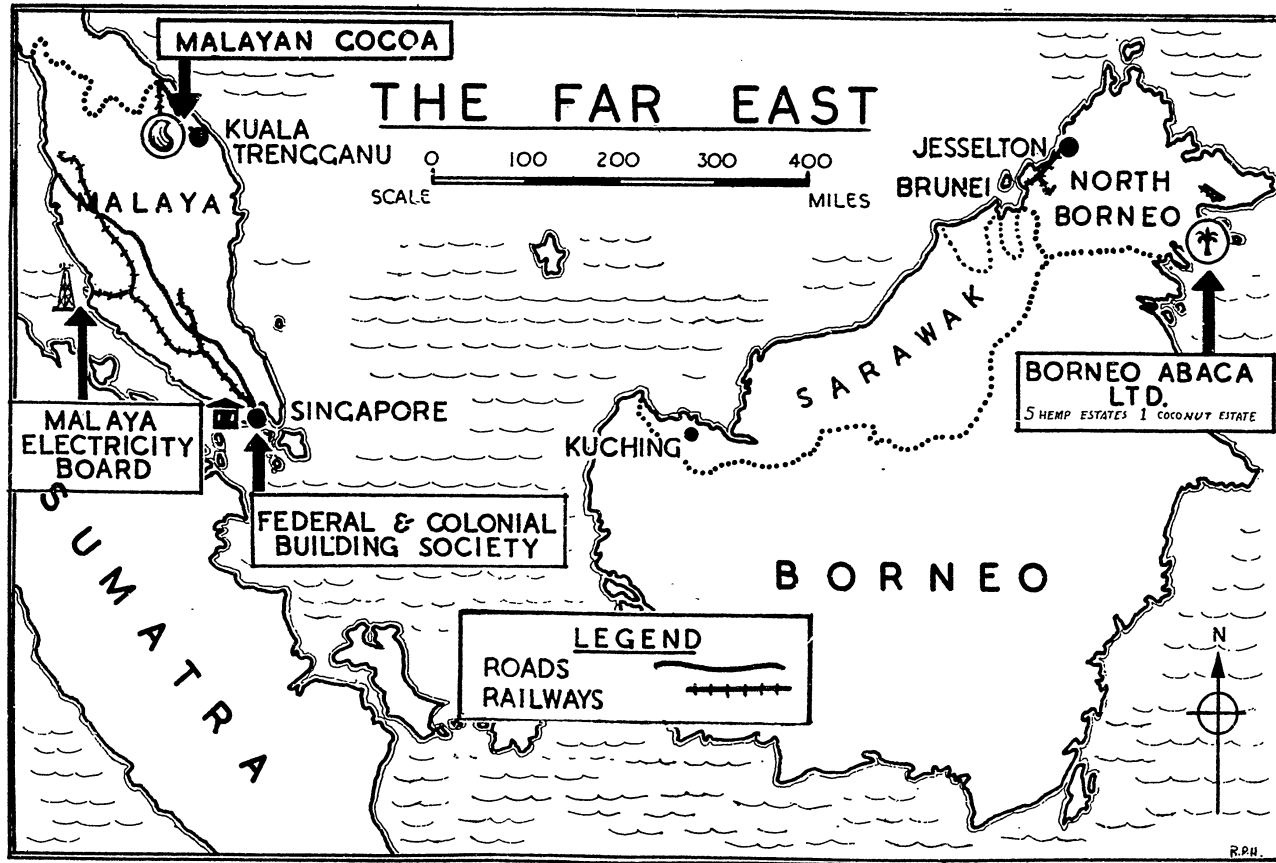 MALAYAN COCOA
THE FAR EAST
KUALA
TRENGGANU
0 100 200 300 400
SCALE
MILES
JESSELTON
BRUNEI
NORTH
BORNEO
MALAYA
SARAWAK
BORNEO ABACA
LTD.
5 HEMP ESTATES 1 COCONUT ESTATE
MALAYA
ELECTRICITY
BOARD
SINGAPORE
KUCHING
FEDERAL & COLONIAL
BUILDING SOCIETY
SUMATRA
BORNEO
LEGEND
ROADS
RAILWAYS
N
R.P.H.